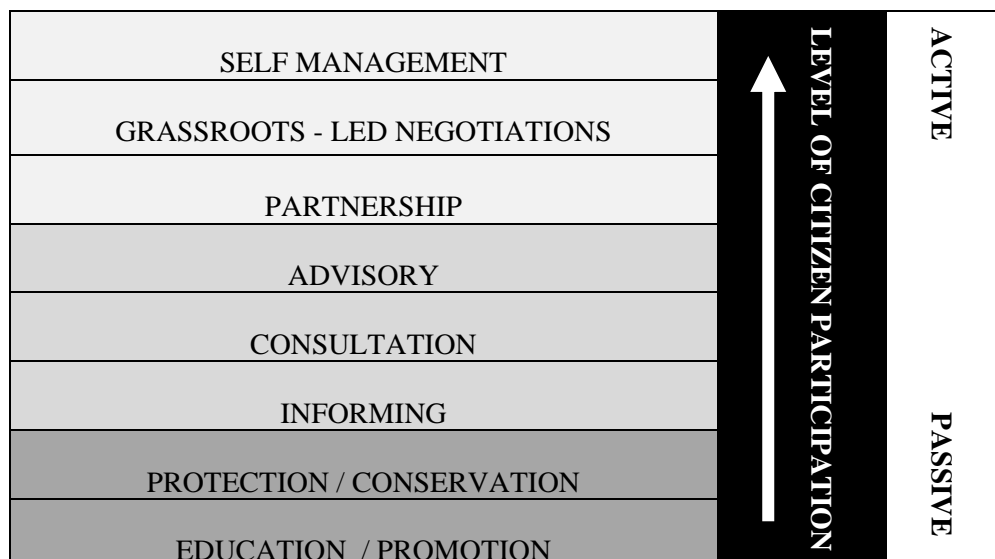 SELF MANAGEMENT
GRASSROOTS - LED NEGOTIATIONS
PARTNERSHIP
ADVISORY
CONSULTATION
INFORMING
PROTECTION / CONSERVATION
EDUCATION / PROMOTION
LEVEL OF CITIZEN PARTICIPATION
ACTIVE
PASSIVE